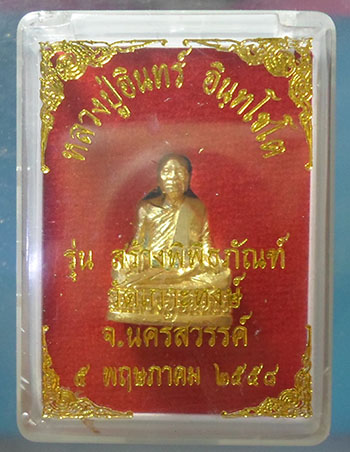 หลวงปู่อินทร์ อินฺทโชโต
รุ่น สร้างพิพิธภัณฑ์
จ.นครสวรรค์
๕ พฤษภาคม ๒๕๕๘